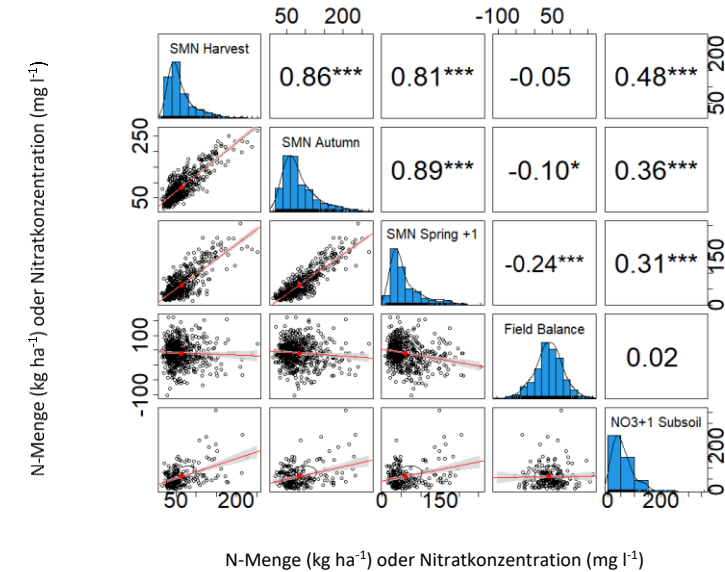 50 200
-100 50
SMN Harvest
0.86***
0.81***
-0.05
0.48***
50 200
50 250
SMN Autumn
0.89***
-0.10*
0.36***
SMN Spring +1
-0.24***
0.31***
0 150
-100 100
Field Balance
0.02
NO3+1 Subsoil
0 200
50 200
0 150
0 200
N-Menge (kg ha⁻¹) oder Nitratkonzentration (mg l⁻¹)
N-Menge (kg ha⁻¹) oder Nitratkonzentration (mg l⁻¹)